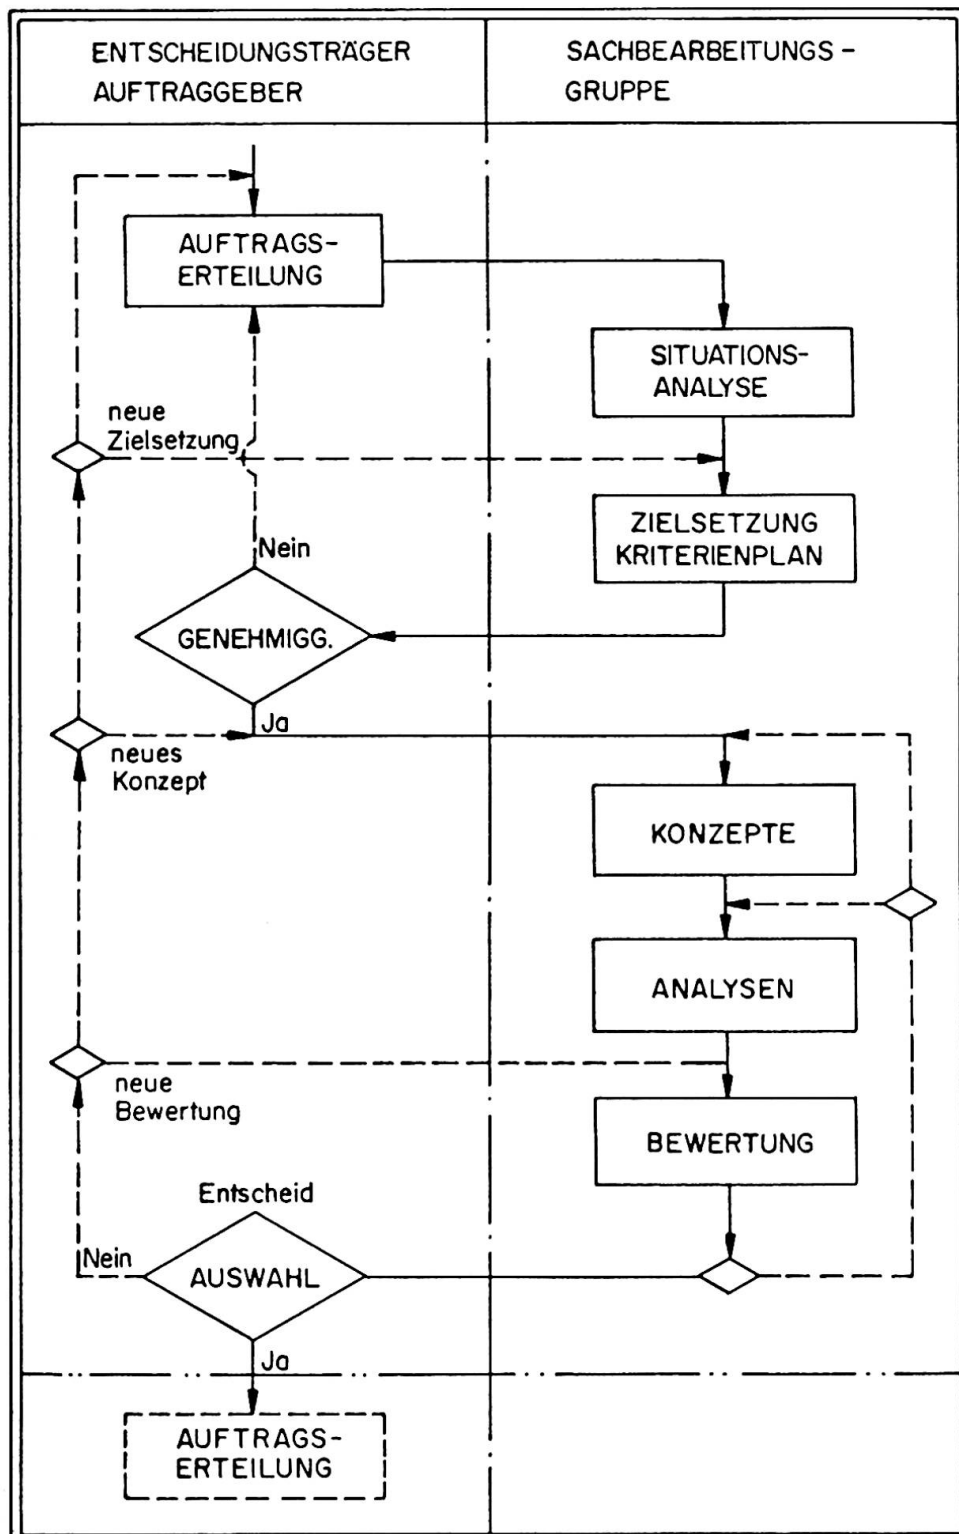 ENTSCHEIDUNGSTRÄGER
AUFTRAGGEBER
SACHBEARBEITUNGS-
GRUPPE
AUFTRAGS-
ERTEILUNG
SITUATIONS-
ANALYSE
neue
Zielsetzung
ZIELSETZUNG
KRITERIENPLAN
Nein
GENEHMIGG.
Ja
neues
Konzept
KONZEPTE
ANALYSEN
neue
Bewertung
BEWERTUNG
Entscheid
Nein
AUSWAHL
Ja
AUFTRAGS-
ERTEILUNG